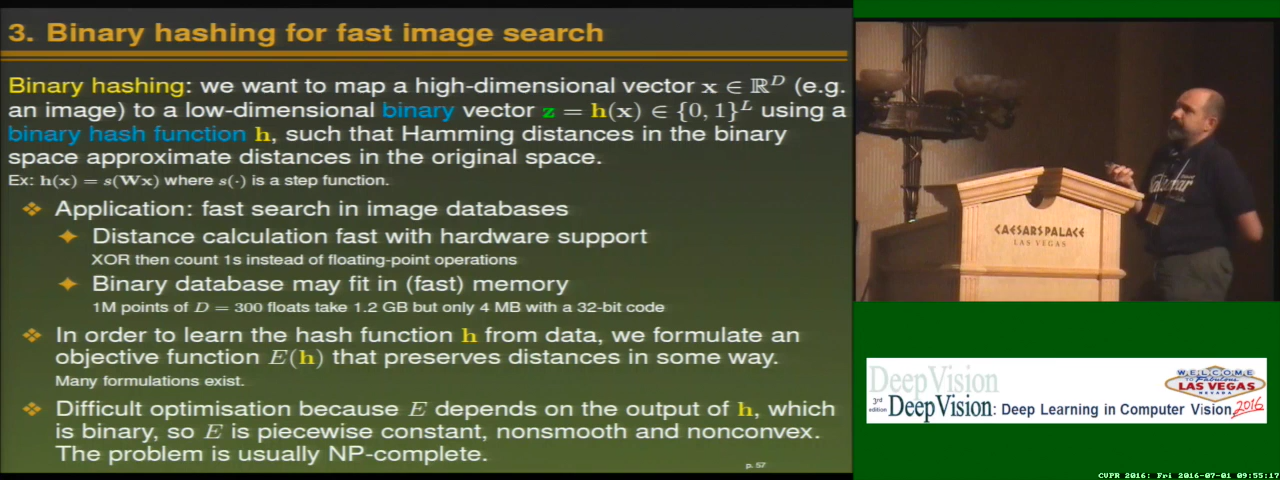 3. Binary hashing for fast image search
Binary hashing: we want to map a high-dimensional vector x ∈ ℝ^D (e.g.
an image) to a low-dimensional binary vector z = h(x) ∈ {0, 1}^L using a
binary hash function h, such that Hamming distances in the binary
space approximate distances in the original space.
Ex: h(x) = s(Wx) where s(·) is a step function.
❖ Application: fast search in image databases
✦ Distance calculation fast with hardware support
XOR then count 1s instead of floating-point operations
✦ Binary database may fit in (fast) memory
1M points of D = 300 floats take 1.2 GB but only 4 MB with a 32-bit code
❖ In order to learn the hash function h from data, we formulate an
objective function E(h) that preserves distances in some way.
Many formulations exist.
❖ Difficult optimisation because E depends on the output of h, which
is binary, so E is piecewise constant, nonsmooth and nonconvex.
The problem is usually NP-complete.
p. 57
CAESARS PALACE
LAS VEGAS
DeepVision
3rd
edition
DeepVision: Deep Learning in Computer Vision 2016
WELCOME
TO Fabulous
LAS VEGAS
NEVADA
CVPR 2016: Fri 2016-07-01 09:55:17